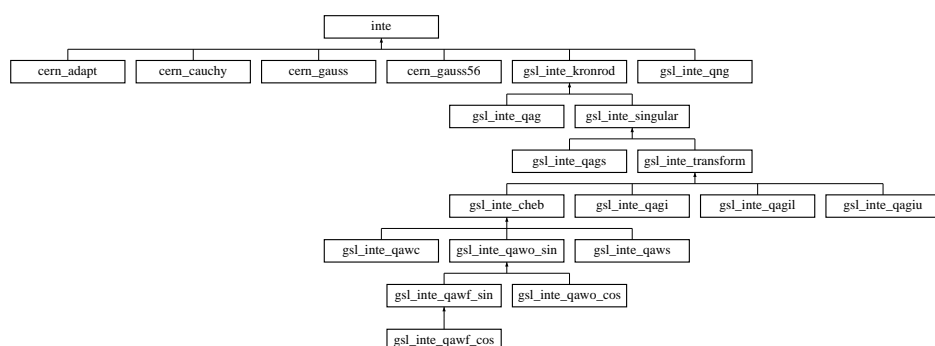 inte
cern_adapt cern_cauchy cern_gauss cern_gauss56 gsl_inte_kronrod gsl_inte_qng
gsl_inte_qag gsl_inte_singular
gsl_inte_qags gsl_inte_transform
gsl_inte_cheb gsl_inte_qagi gsl_inte_qagil gsl_inte_qagiu
gsl_inte_qawc gsl_inte_qawo_sin gsl_inte_qaws
gsl_inte_qawf_sin gsl_inte_qawo_cos
gsl_inte_qawf_cos